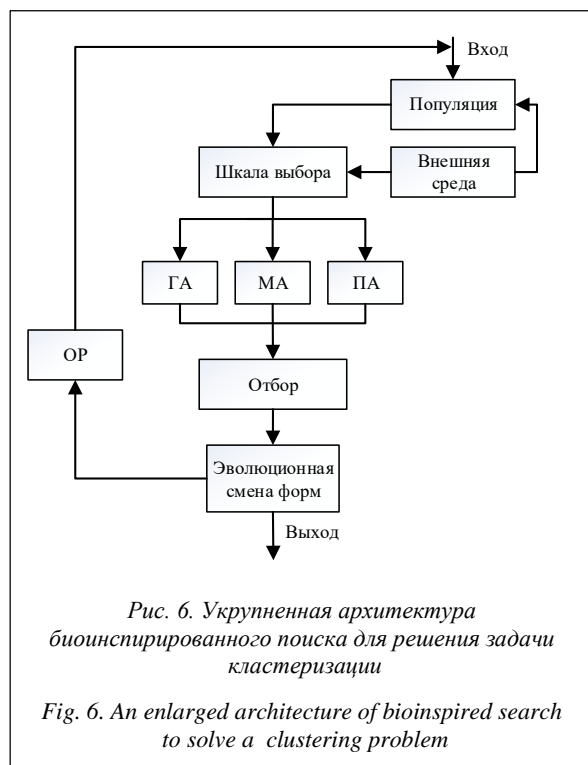 Вход
Популяция
Шкала выбора
Внешняя
среда
ГА
МА
ПА
ОР
Отбор
Эволюционная
смена форм
Выход
Рис. 6. Укрупненная архитектура
биоинспирированного поиска для решения задачи
кластеризации
Fig. 6. An enlarged architecture of bioinspired search
to solve a clustering problem